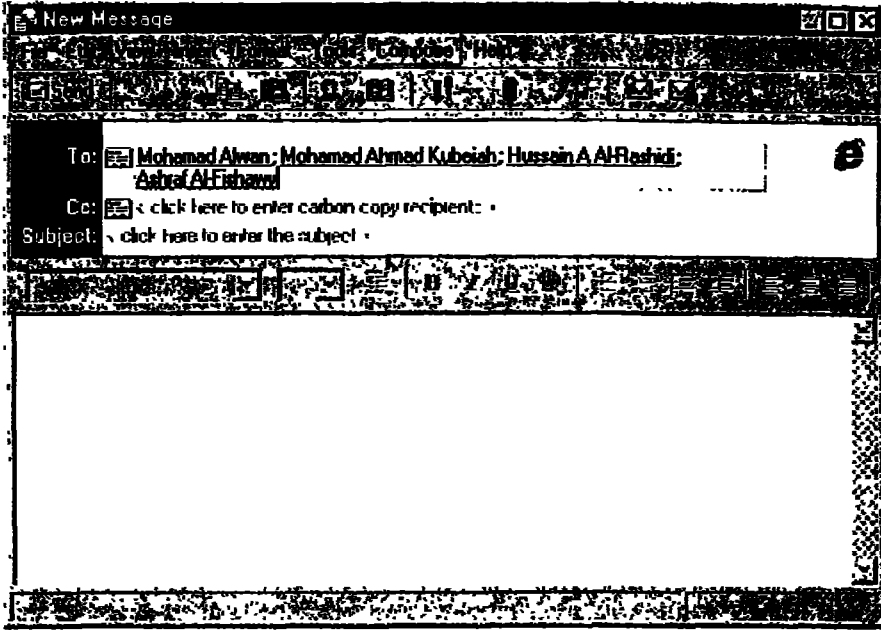 New Message
Compose
To: Mohamad Alwan; Mohamad Ahmad Kubeiah; Hussain A Al-Rashidi;
Ashraf Al-Fishawi
Cc: < click here to enter carbon copy recipients >
Subject: < click here to enter the subject >